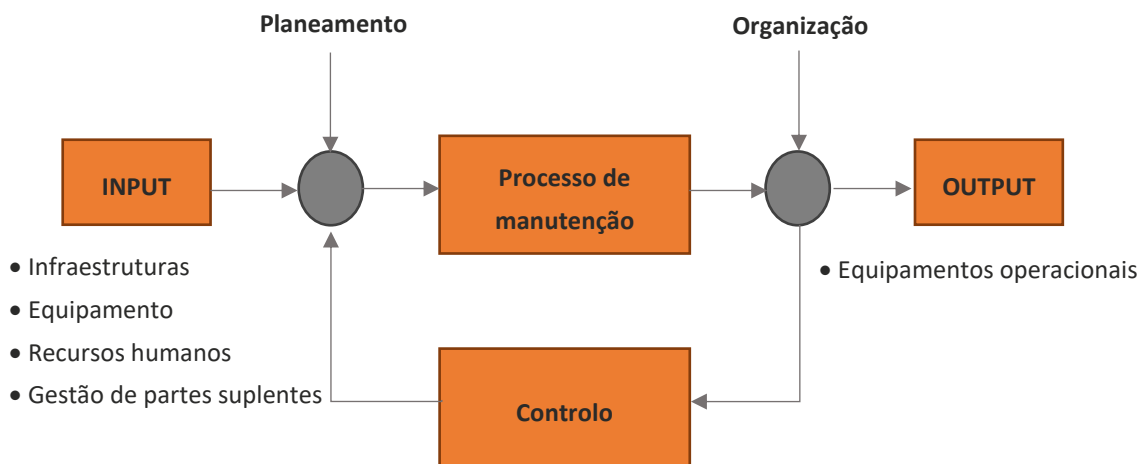 Planeamento
Organização
INPUT
Processo de
manutenção
OUTPUT
• Infraestruturas
• Equipamento
• Recursos humanos
• Gestão de partes suplentes
• Equipamentos operacionais
Controlo